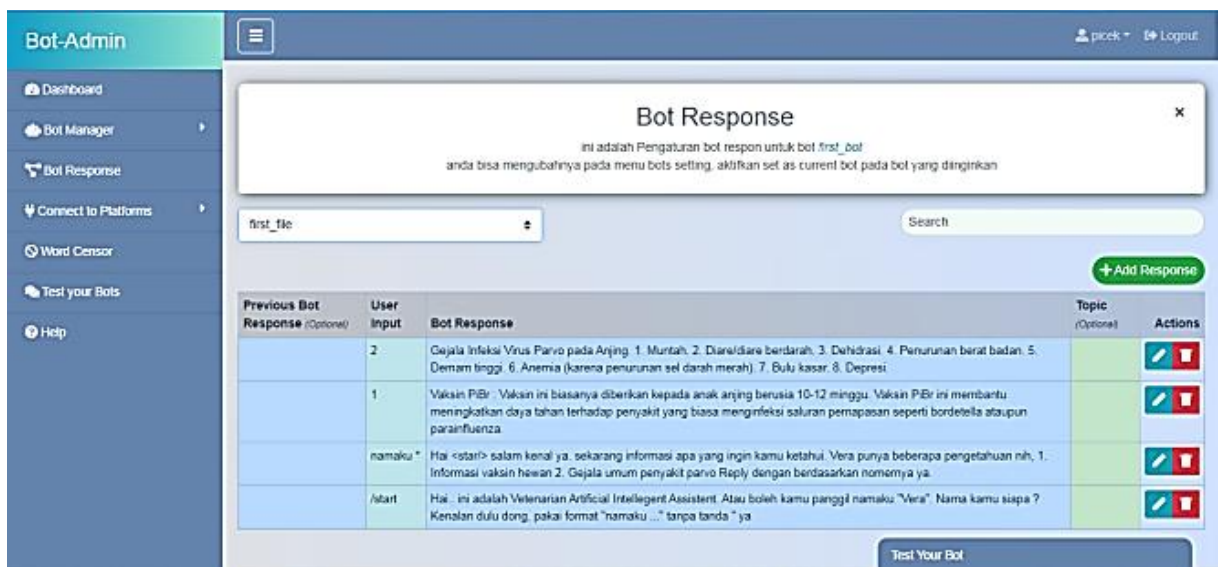 Bot-Admin
picek
Logout
Dashboard
Bot Manager
Bot Response
Connect to Platforms
Word Censor
Test your Bots
Help
Bot Response
×
ini adalah Pengaturan bot respon untuk bot first_bot
anda bisa mengubahnya pada menu bots setting, aktifkan set as current bot pada bot yang diinginkan
first_file
Search
+Add Response
Previous Bot Response (Optional)
User Input
Bot Response
Topic (Optional)
Actions
2
Gejala Infeksi Virus Parvo pada Anjing. 1. Muntah, 2. Diare/diare berdarah, 3. Dehidrasi. 4. Penurunan berat badan. 5.
Demam tinggi. 6. Anemia (karena penurunan sel darah merah). 7. Bulu kasar. 8. Depresi
1
Vaksin PiBr : Vaksin ini biasanya diberikan kepada anak anjing berusia 10-12 minggu. Vaksin PiBr ini membantu
meningkatkan daya tahan terhadap penyakit yang biasa menginfeksi saluran pernapasan seperti bordetella ataupun
parainfluenza
namaku *
Hai <star/> salam kenal ya. sekarang informasi apa yang ingin kamu ketahui. Vera punya beberapa pengetahuan nih, 1.
Informasi vaksin hewan 2. Gejala umum penyakit parvo Reply dengan berdasarkan nomernya ya.
/start
Hai.. ini adalah Vetenarian Artificial Intellegent Assistent. Atau boleh kamu panggil namaku "Vera". Nama kamu siapa ?
Kenalan dulu dong, pakai format "namaku ..." tanpa tanda " ya
Test Your Bot